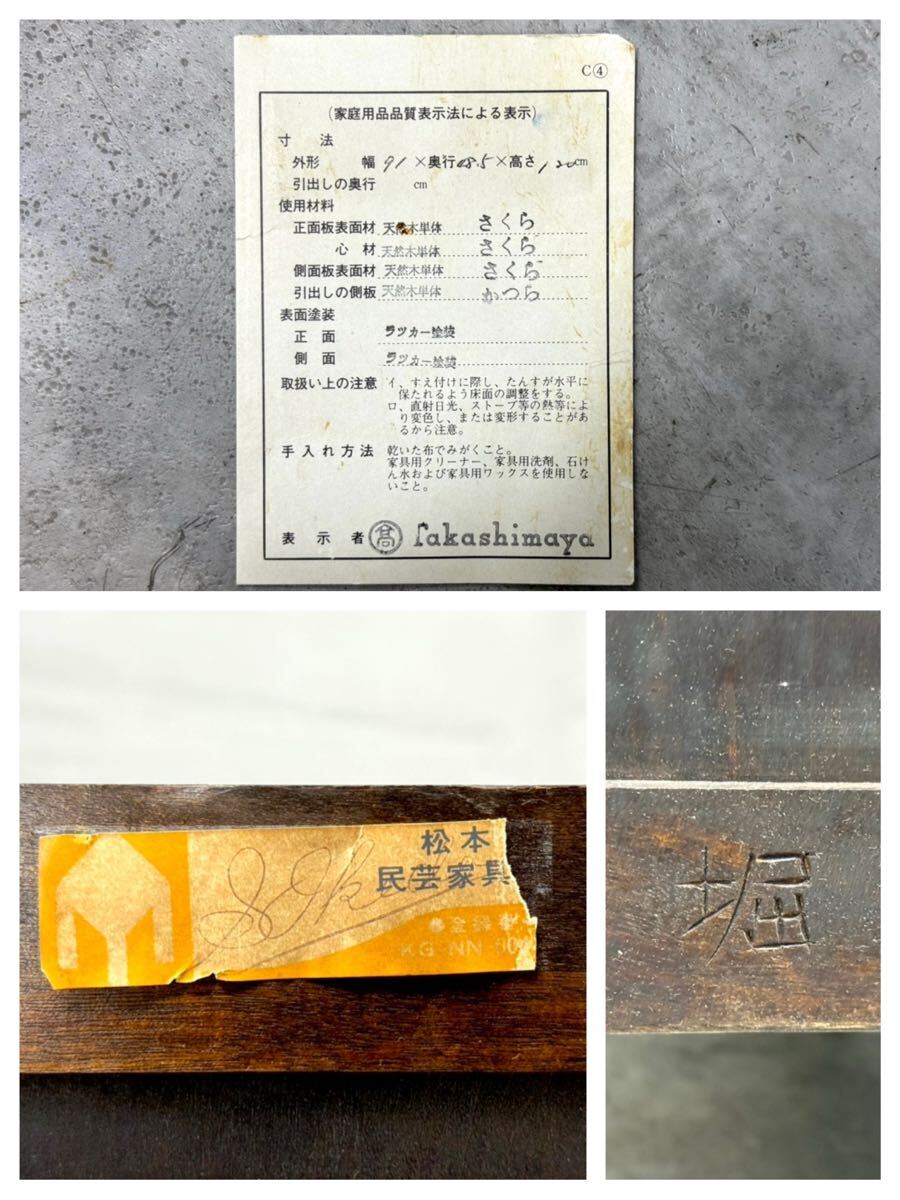 C④
(家庭用品品質表示法による表示)
寸法
外形 幅 91×奥行48.5×高さ120cm
引出しの奥行 cm
使用材料
正面板表面材 天然木単体 さくら
心材 天然木単体 さくら
側面板表面材 天然木単体 さくら
引出しの側板 天然木単体 かつら
表面塗装
正面 ラツカー塗装
側面 ラツカー塗装
取扱い上の注意 イ、すえ付けに際し、たんすが水平に
保たれるよう床面の調整をする。
ロ、直射日光、ストーブ等の熱等によ
り変色し、または変形することがあ
るから注意。
手入れ方法 乾いた布でみがくこと。
家具用クリーナー、家具用洗剤、石け
ん水および家具用ワックスを使用しな
いこと。
表示者 髙 Takashimaya
松本
民芸家具
堀